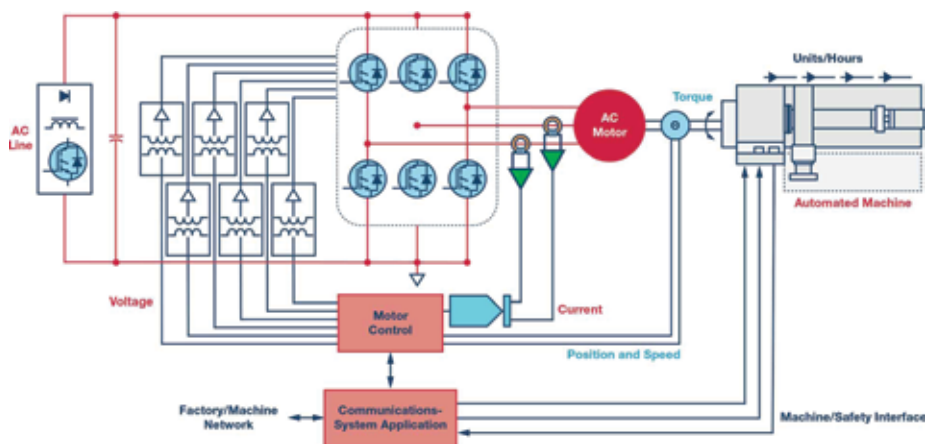 Units/Hours
Torque
AC
Line
AC
Motor
θ
Automated Machine
Voltage
Motor
Control
Current
Position and Speed
Factory/Machine
Network
Communications-
System Application
Machine/Safety Interface